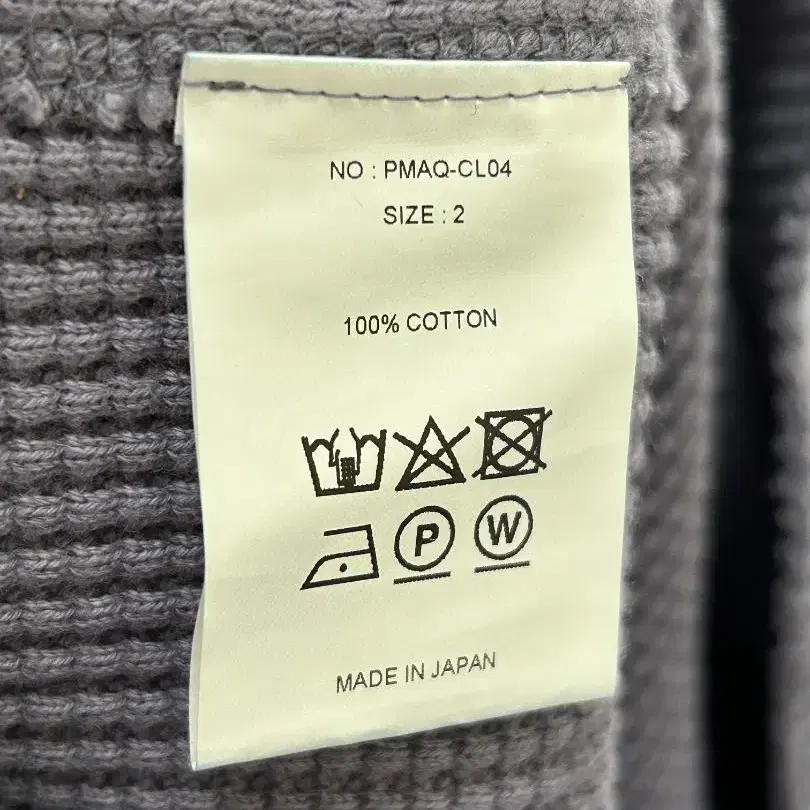 NO : PMAQ-CL04
SIZE : 2
100% COTTON
P W
MADE IN JAPAN